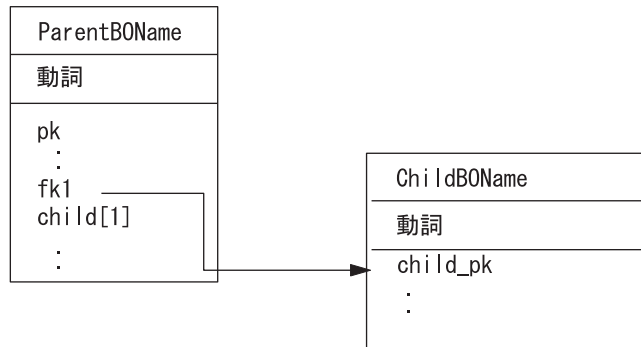 ParentBOName
動詞
pk
:
fk1
child[1]
:
ChildBOName
動詞
child_pk
: